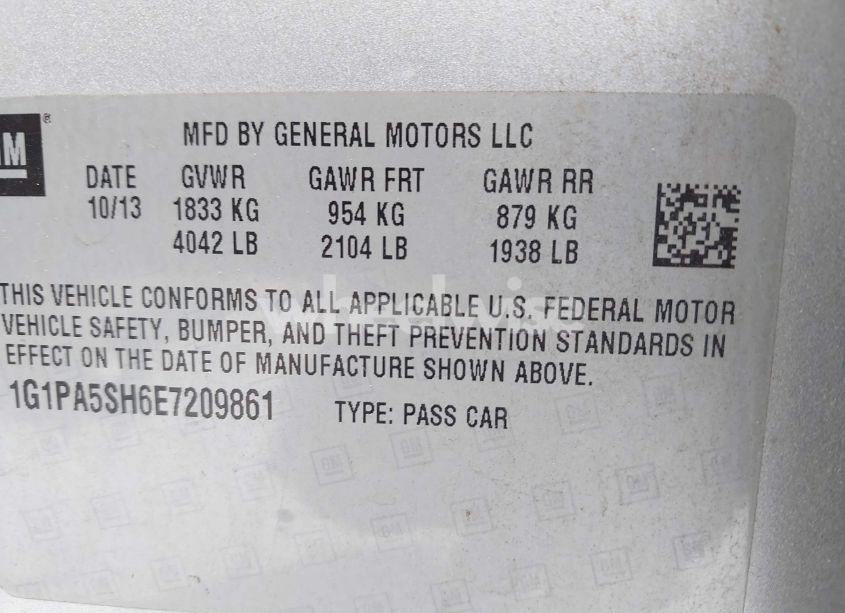 GM ®
MFD BY GENERAL MOTORS LLC
DATE GVWR GAWR FRT GAWR RR
10/13 1833 KG 954 KG 879 KG
4042 LB 2104 LB 1938 LB
THIS VEHICLE CONFORMS TO ALL APPLICABLE U.S. FEDERAL MOTOR
VEHICLE SAFETY, BUMPER, AND THEFT PREVENTION STANDARDS IN
EFFECT ON THE DATE OF MANUFACTURE SHOWN ABOVE.
1G1PA5SH6E7209861 TYPE: PASS CAR